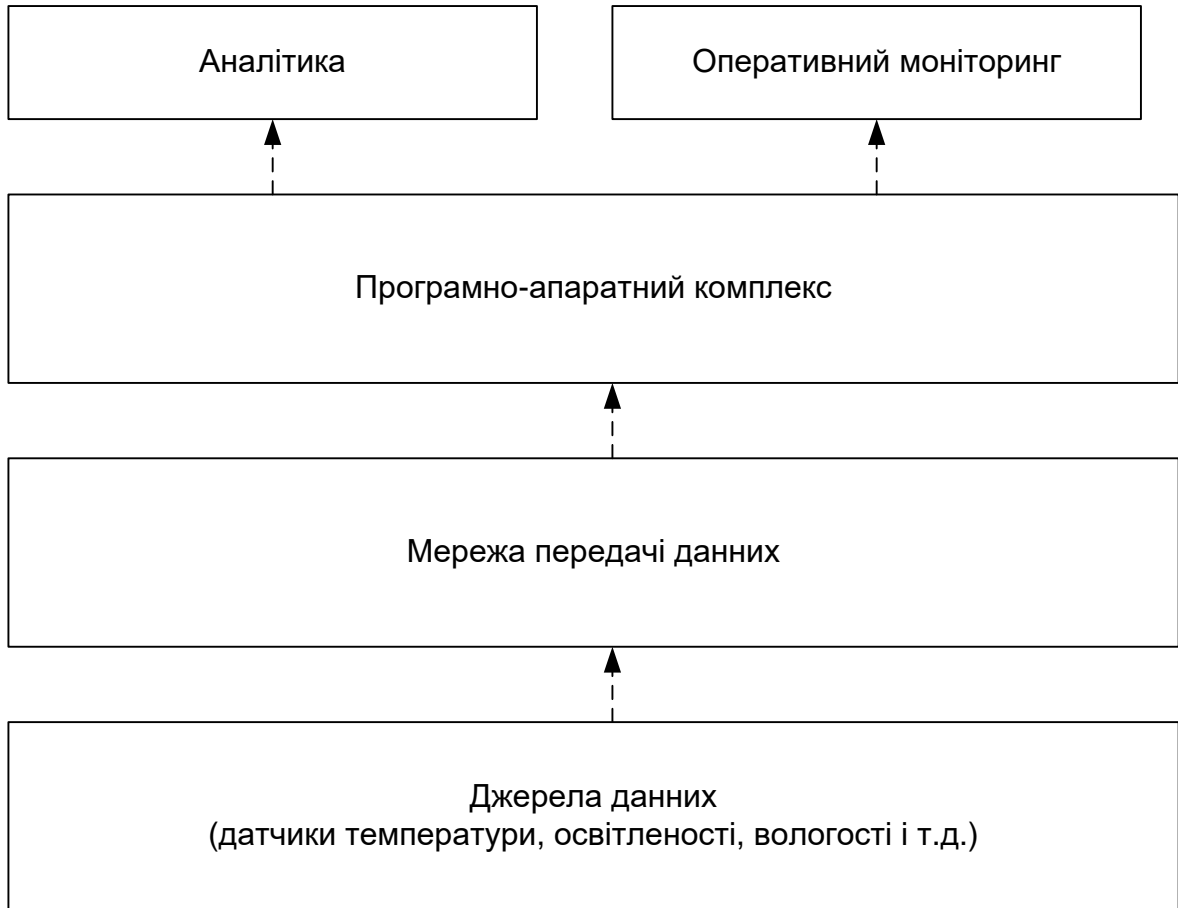 Аналітика
Оперативний моніторинг
Програмно-апаратний комплекс
Мережа передачі данних
Джерела данних
(датчики температури, освітленості, вологості і т.д.)